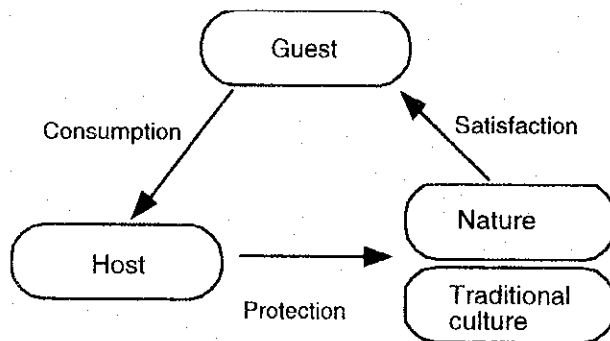 Guest
Consumption
Satisfaction
Nature
Host
Traditional
culture
Protection